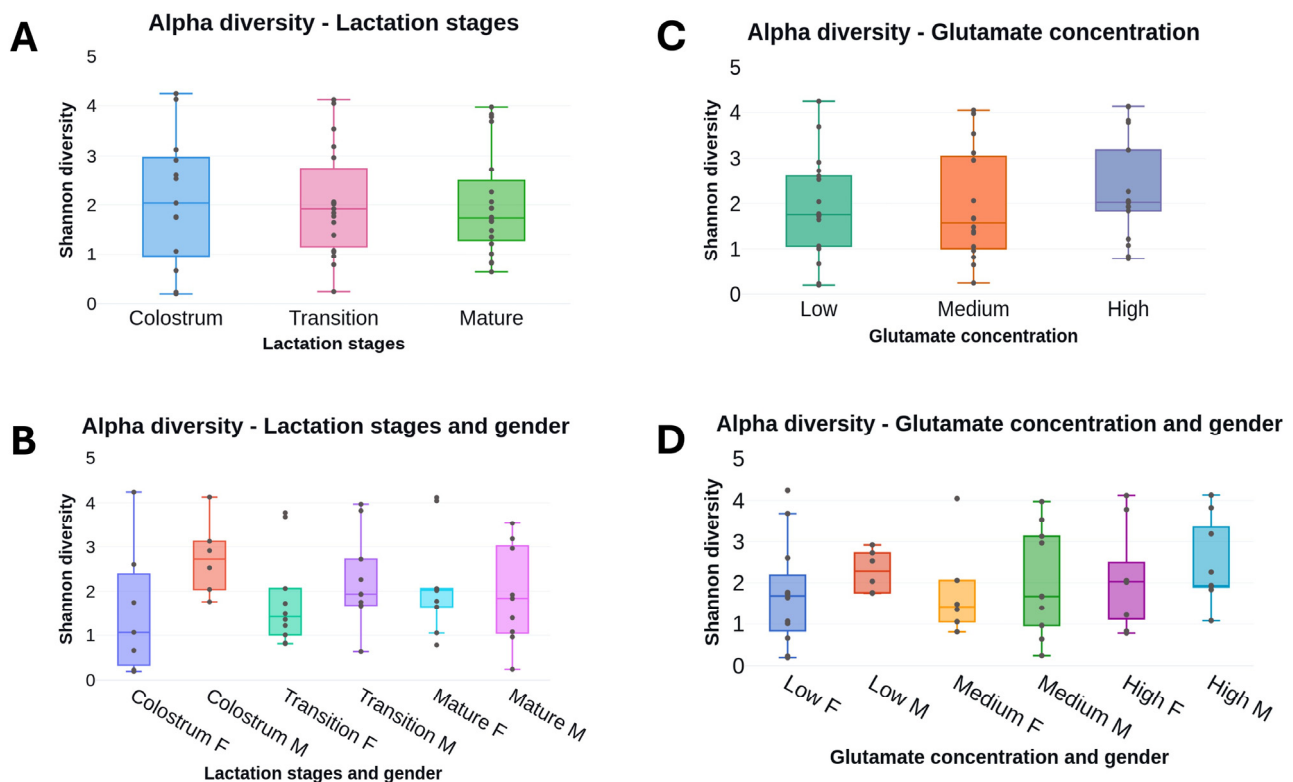 A
Alpha diversity - Lactation stages
Shannon diversity
5
4
3
2
1
0
Colostrum Transition Mature
Lactation stages
C
Alpha diversity - Glutamate concentration
Shannon diversity
5
4
3
2
1
0
Low Medium High
Glutamate concentration
B
Alpha diversity - Lactation stages and gender
Shannon diversity
5
4
3
2
1
0
Colostrum F
Colostrum M
Transition F
Transition M
Mature F
Mature M
Lactation stages and gender
D
Alpha diversity - Glutamate concentration and gender
Shannon diversity
5
4
3
2
1
0
Low F
Low M
Medium F
Medium M
High F
High M
Glutamate concentration and gender